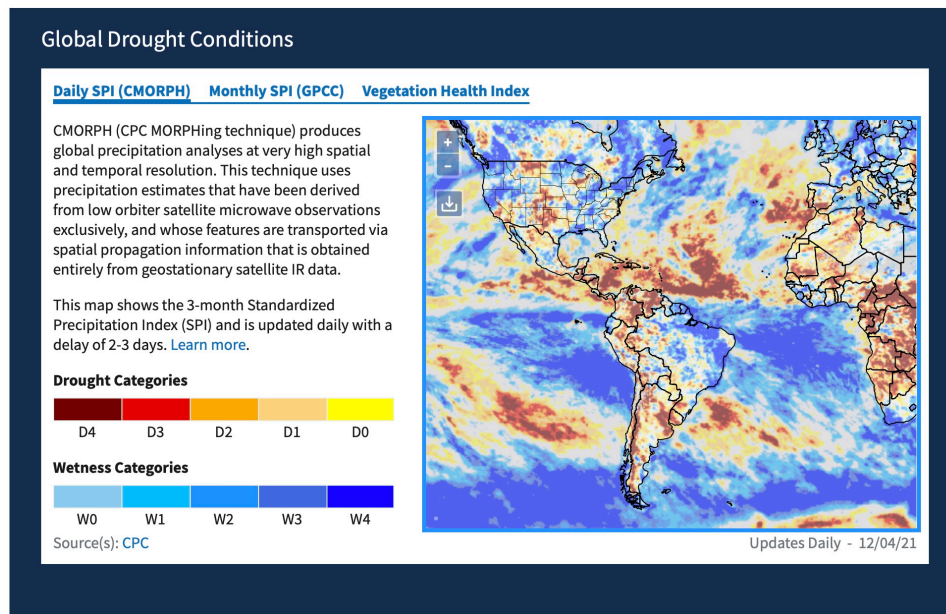 Global Drought Conditions
Daily SPI (CMORPH) Monthly SPI (GPCC) Vegetation Health Index
CMORPH (CPC MORPHing technique) produces
global precipitation analyses at very high spatial
and temporal resolution. This technique uses
precipitation estimates that have been derived
from low orbiter satellite microwave observations
exclusively, and whose features are transported via
spatial propagation information that is obtained
entirely from geostationary satellite IR data.
This map shows the 3-month Standardized
Precipitation Index (SPI) and is updated daily with a
delay of 2-3 days. Learn more.
Drought Categories
D4 D3 D2 D1 D0
Wetness Categories
W0 W1 W2 W3 W4
Source(s): CPC
+
–
Updates Daily - 12/04/21